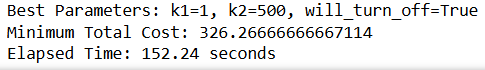 Best Parameters: k1=1, k2=500, will_turn_off=True
Minimum Total Cost: 326.26666666667114
Elapsed Time: 152.24 seconds